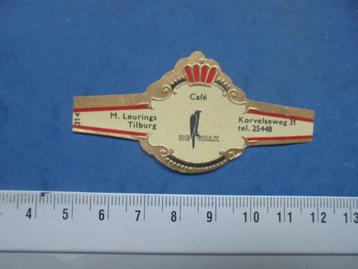 Café
M. Leurings
Tilburg
Korvelseweg 31
tel. 25448
DE VALK
4 5 6 7 8 9 10 11 12 13